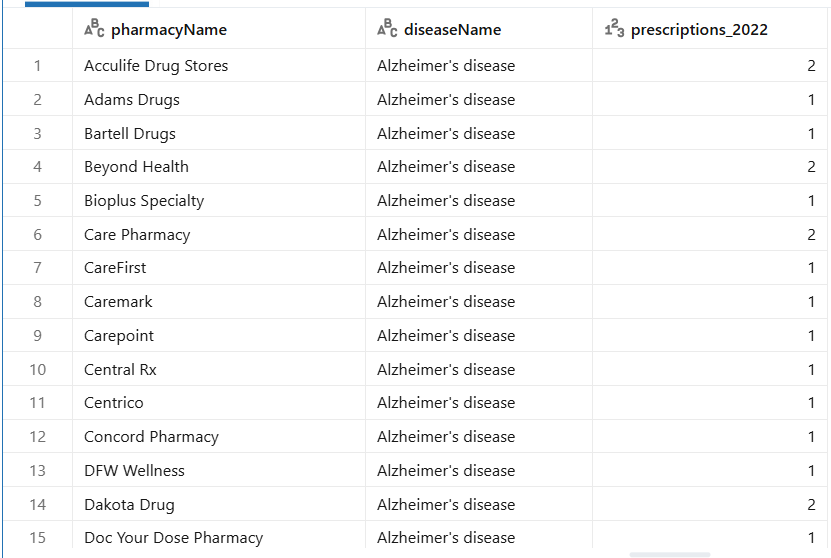 ABC pharmacyName ABC diseaseName 123 prescriptions_2022
1 Acculife Drug Stores Alzheimer's disease 2
2 Adams Drugs Alzheimer's disease 1
3 Bartell Drugs Alzheimer's disease 1
4 Beyond Health Alzheimer's disease 2
5 Bioplus Specialty Alzheimer's disease 1
6 Care Pharmacy Alzheimer's disease 2
7 CareFirst Alzheimer's disease 1
8 Caremark Alzheimer's disease 1
9 Carepoint Alzheimer's disease 1
10 Central Rx Alzheimer's disease 1
11 Centrico Alzheimer's disease 1
12 Concord Pharmacy Alzheimer's disease 1
13 DFW Wellness Alzheimer's disease 1
14 Dakota Drug Alzheimer's disease 2
15 Doc Your Dose Pharmacy Alzheimer's disease 1